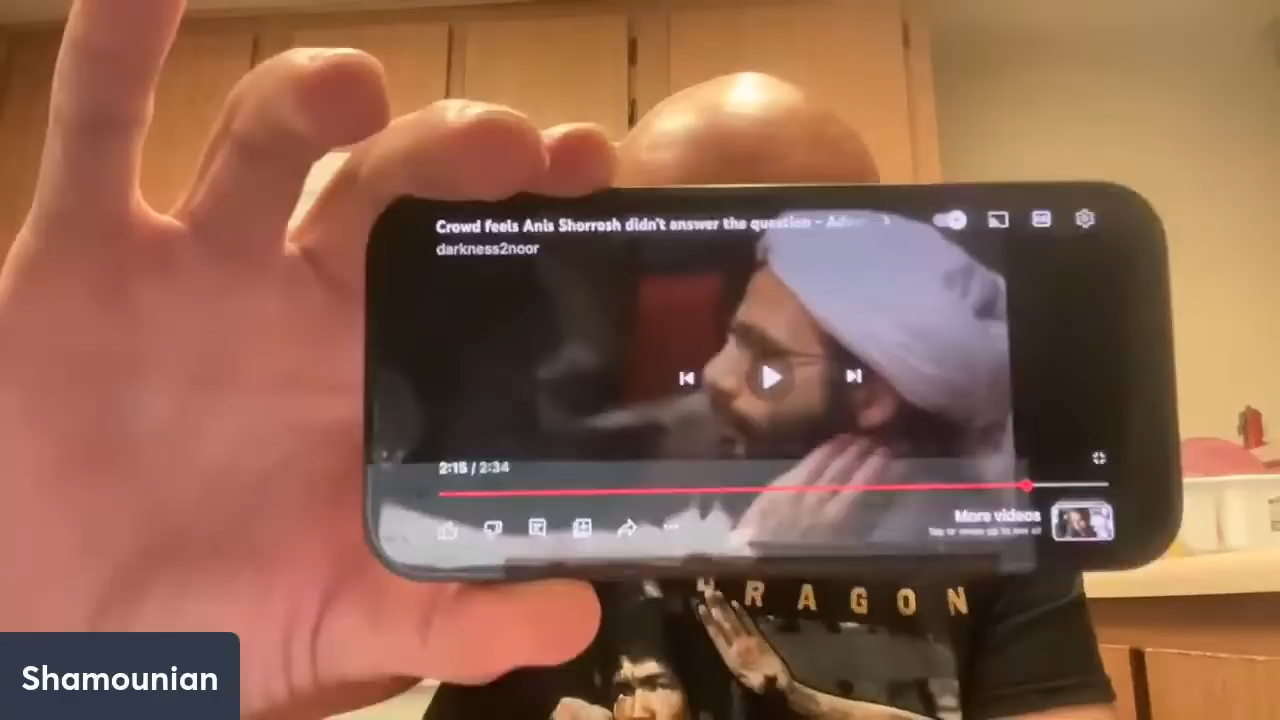 Crowd feels Anis Shorrosh didn't answer the question -
darkness2noor
2:15 / 2:34
More videos
RAGON
Shamounian